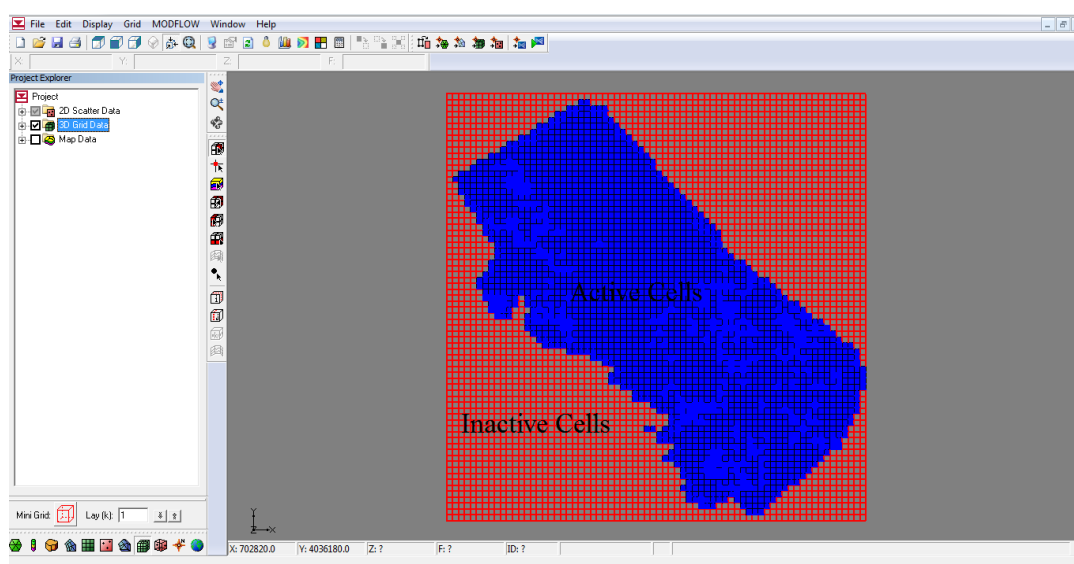 File Edit Display Grid MODFLOW Window Help
X: Y: Z: F:
Project Explorer
Project
2D Scatter Data
3D Grid Data
Map Data
Active Cells
Inactive Cells
Mini Grid: Lay (k): 1
Y
Z X
X: 702820.0 Y: 4036180.0 Z: ? F: ? ID: ?